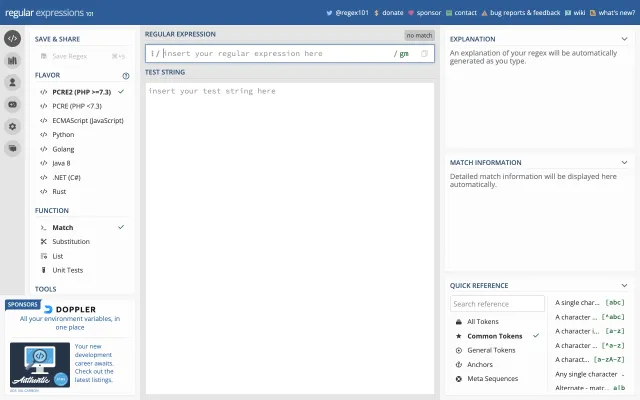 regular expressions 101
@regex101
donate
sponsor
contact
bug reports & feedback
wiki
what's new?
SAVE & SHARE
Save Regex
⌘+s
FLAVOR
PCRE2 (PHP >=7.3)
PCRE (PHP <7.3)
ECMAScript (JavaScript)
Python
Golang
Java 8
.NET (C#)
Rust
FUNCTION
Match
Substitution
List
Unit Tests
TOOLS
SPONSORS
DOPPLER
All your environment variables, in
one place
Authentic
Your new
development
career awaits.
Check out the
latest listings.
REGULAR EXPRESSION
no match
/ insert your regular expression here / gm
TEST STRING
insert your test string here
EXPLANATION
An explanation of your regex will be automatically
generated as you type.
MATCH INFORMATION
Detailed match information will be displayed here
automatically.
QUICK REFERENCE
Search reference
All Tokens
Common Tokens
General Tokens
Anchors
Meta Sequences
A single char... [abc]
A character ... [^abc]
A character i... [a-z]
A character ... [^a-z]
A charact... [a-zA-Z]
Any single character .
Alternate - matc... a|b